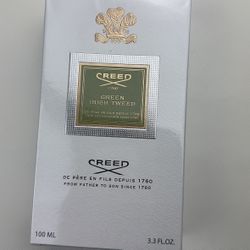 CREED
1760
GREEN
IRISH TWEED
CREED
DE PÈRE EN FILS DEPUIS 1760
FROM FATHER TO SON SINCE 1760
100 ML
3.3 FL.OZ.